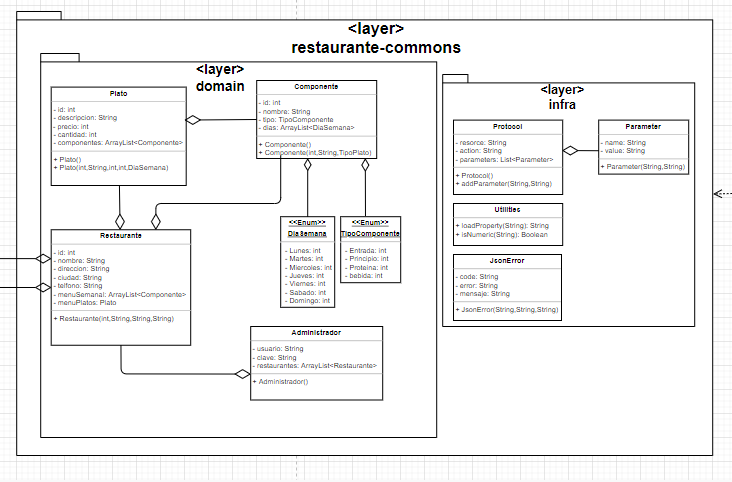 <layer>
restaurante-commons
<layer>
domain
Plato
- id: int
- descripcion: String
- precio: int
- cantidad: int
- componentes: ArrayList<Componente>
+ Plato()
+ Plato(int,String,int,int,DiaSemana)
Componente
- id: int
- nombre: String
- tipo: TipoComponente
- dias: ArrayList<DiaSemana>
+ Componente()
+ Componente(int,String,TipoPlato)
Restaurante
- id: int
- nombre: String
- direccion: String
- ciudad: String
- telfono: String
- menuSemanal: ArrayList<Componente>
- menuPlatos: Plato
+ Restaurante(int,String,String,String)
<<Enum>>
DiaSemana
- Lunes: int
- Martes: int
- Miercoles: int
- Jueves: int
- Viernes: int
- Sabado: int
- Domingo: int
<<Enum>>
TipoComponente
- Entrada: int
- Principio: int
- Proteina: int
- bebida: int
Administrador
- usuario: String
- clave: String
- restaurantes: ArrayList<Restaurante>
+ Administrador()
<layer>
infra
Protocol
- resorce: String
- action: String
- parameters: List<Parameter>
+ Protocol()
+ addParameter(String,String)
Parameter
- name: String
- value: String
+ Parameter(String,String)
Utilities
+ loadProperty(String): String
+ isNumeric(String): Boolean
JsonError
- code: String
- error: String
- mensaje: String
+ JsonError(String,String,String)